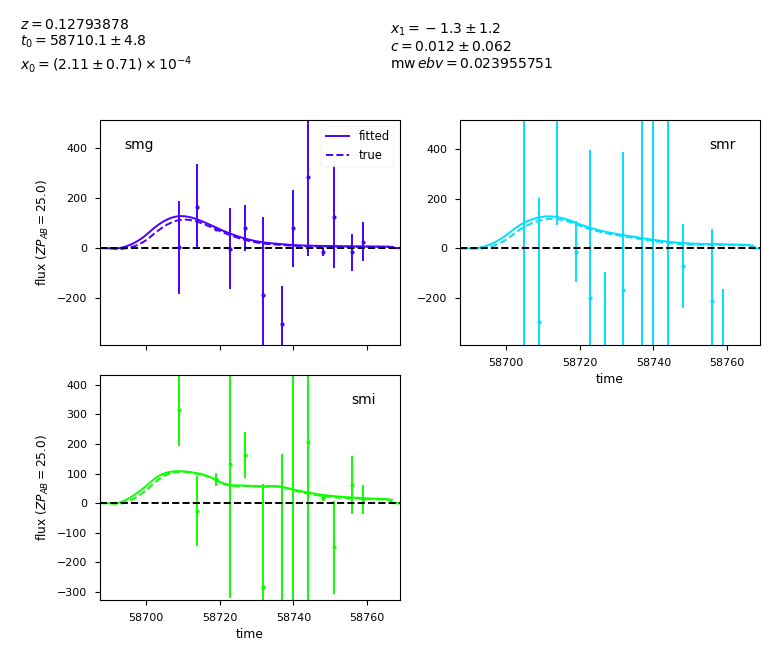 z = 0.12793878
t₀ = 58710.1 ± 4.8
x₀ = (2.11 ± 0.71) × 10⁻⁴
x₁ = −1.3 ± 1.2
c = 0.012 ± 0.062
mw ebv = 0.023955751
smg
fitted
true
400
200
0
−200
flux (ZP_AB = 25.0)
smr
400
200
0
−200
58700 58720 58740 58760
time
smi
400
300
200
100
0
−100
−200
−300
flux (ZP_AB = 25.0)
58700 58720 58740 58760
time